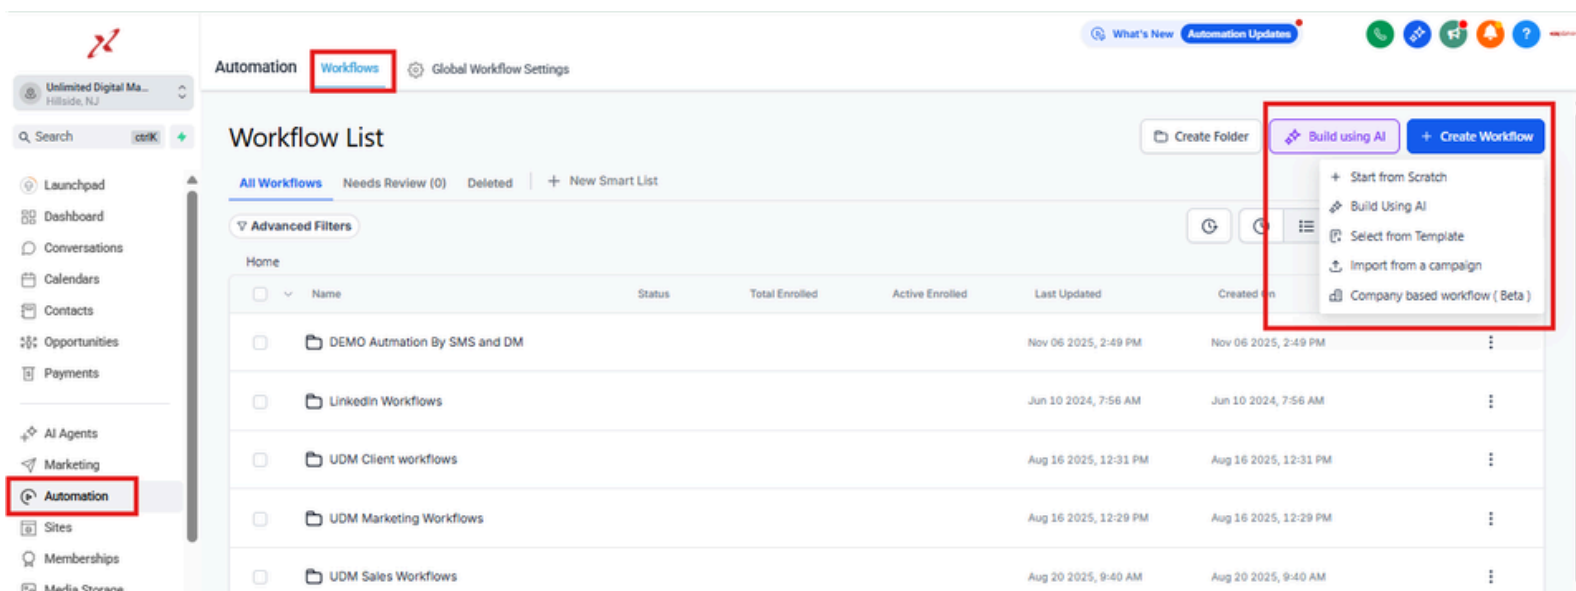 What's New Automation Updates
?
Automation Workflows Global Workflow Settings
Unlimited Digital Ma...
Hillside, NJ
Search ctrlK
Workflow List
Create Folder Build using AI + Create Workflow
Launchpad
Dashboard
Conversations
Calendars
Contacts
Opportunities
Payments
AI Agents
Marketing
Automation
Sites
Memberships
Media Storage
All Workflows Needs Review (0) Deleted + New Smart List
+ Start from Scratch
Build Using AI
Select from Template
Import from a campaign
Company based workflow ( Beta )
Advanced Filters
Home
Name Status Total Enrolled Active Enrolled Last Updated Created On
DEMO Autmation By SMS and DM Nov 06 2025, 2:49 PM Nov 06 2025, 2:49 PM
LinkedIn Workflows Jun 10 2024, 7:56 AM Jun 10 2024, 7:56 AM
UDM Client workflows Aug 16 2025, 12:31 PM Aug 16 2025, 12:31 PM
UDM Marketing Workflows Aug 16 2025, 12:29 PM Aug 16 2025, 12:29 PM
UDM Sales Workflows Aug 20 2025, 9:40 AM Aug 20 2025, 9:40 AM